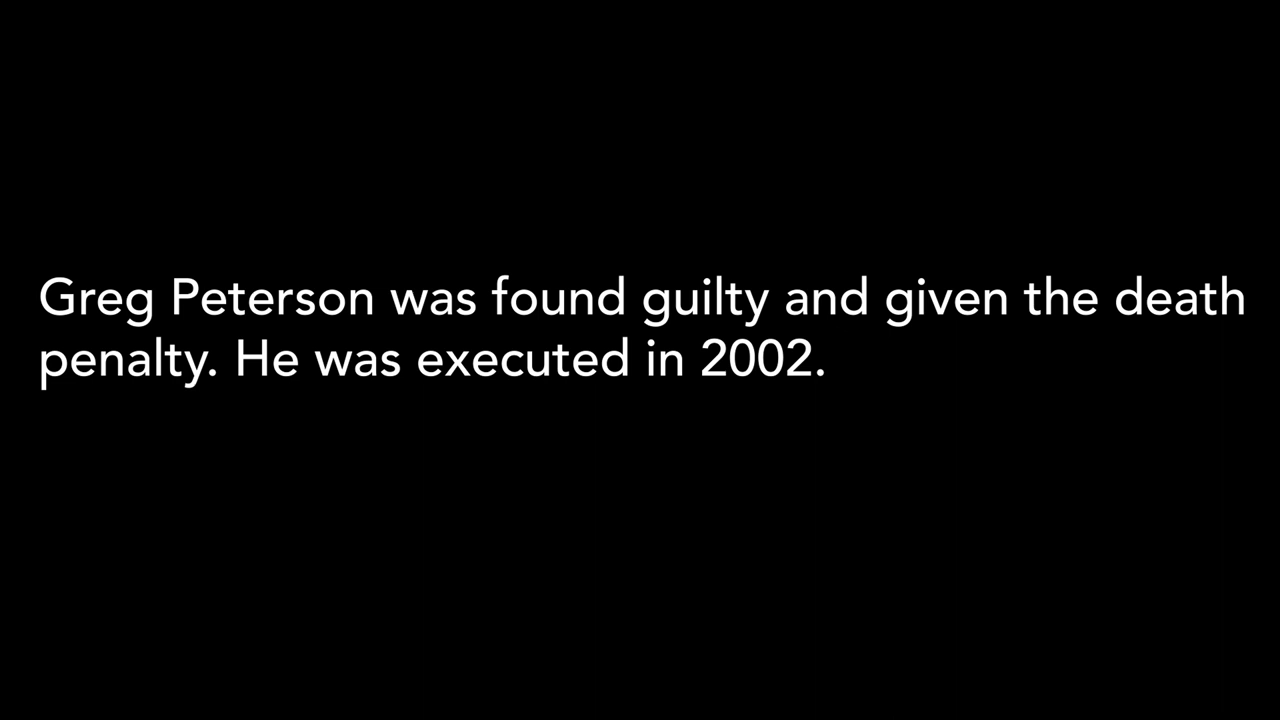 Greg Peterson was found guilty and given the death
penalty. He was executed in 2002.